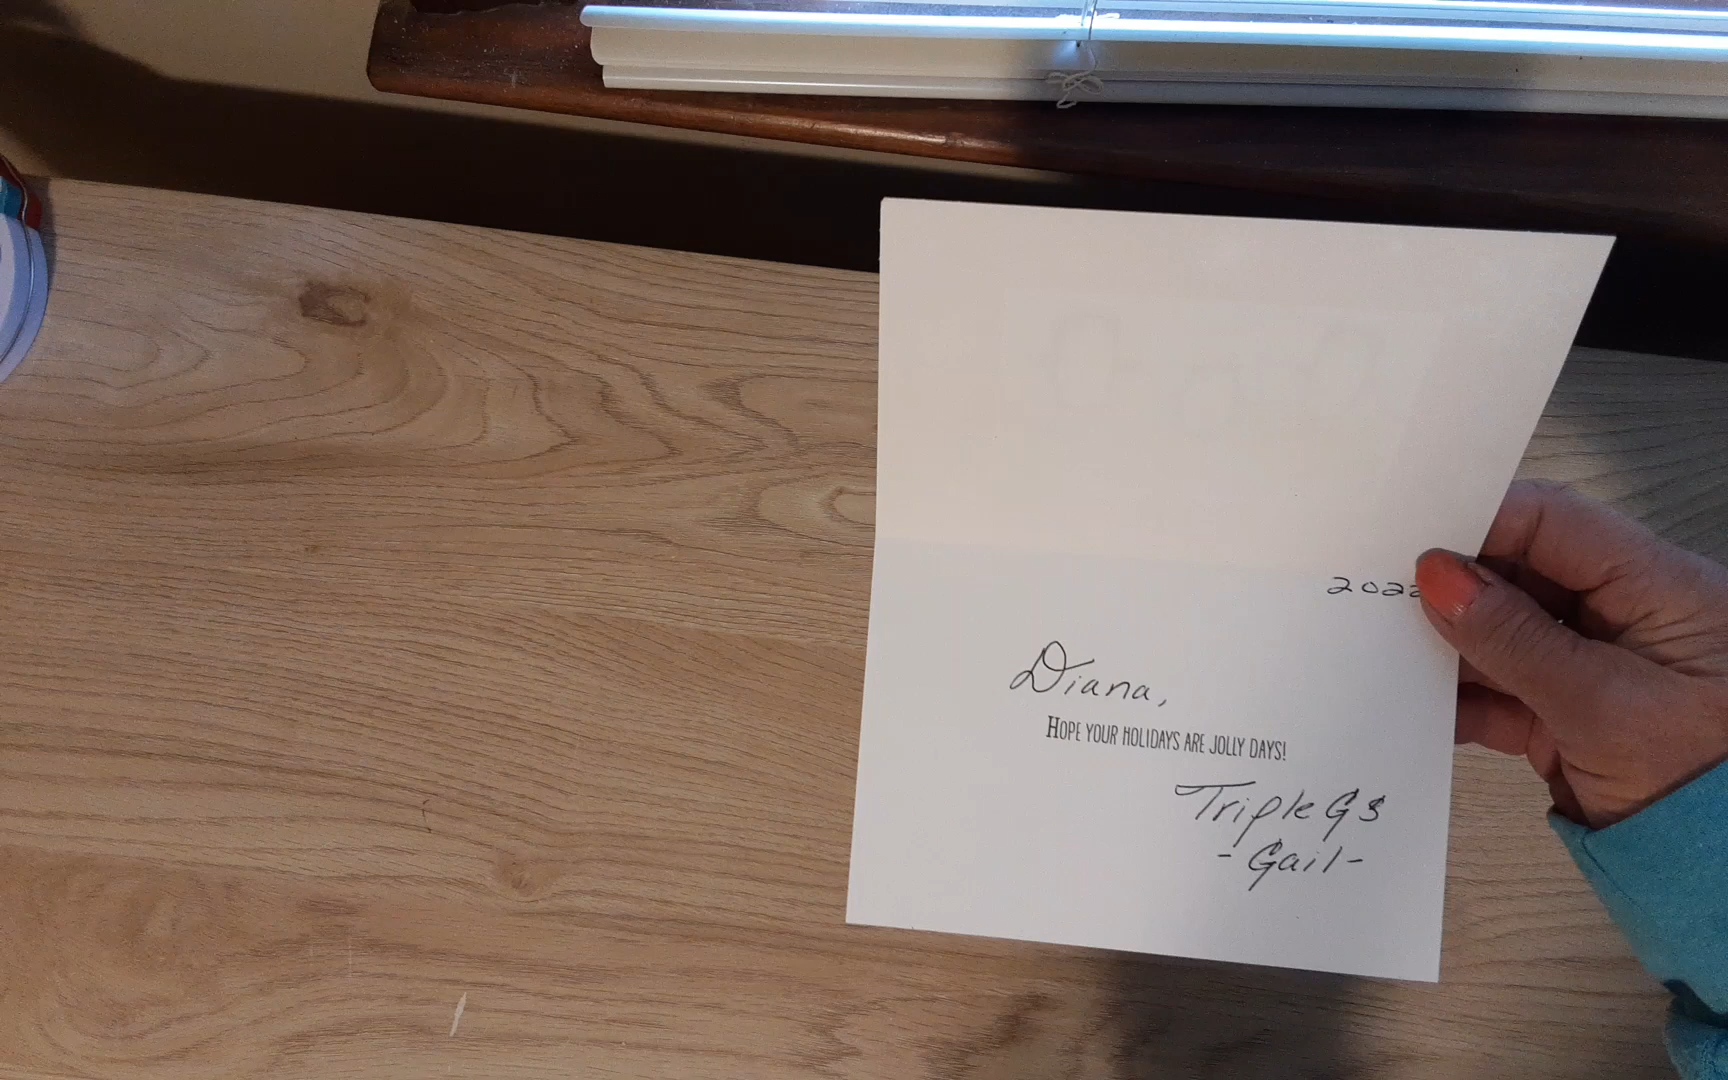 2022
Diana,
HOPE YOUR HOLIDAYS ARE JOLLY DAYS!
Triple G's
- Gail -